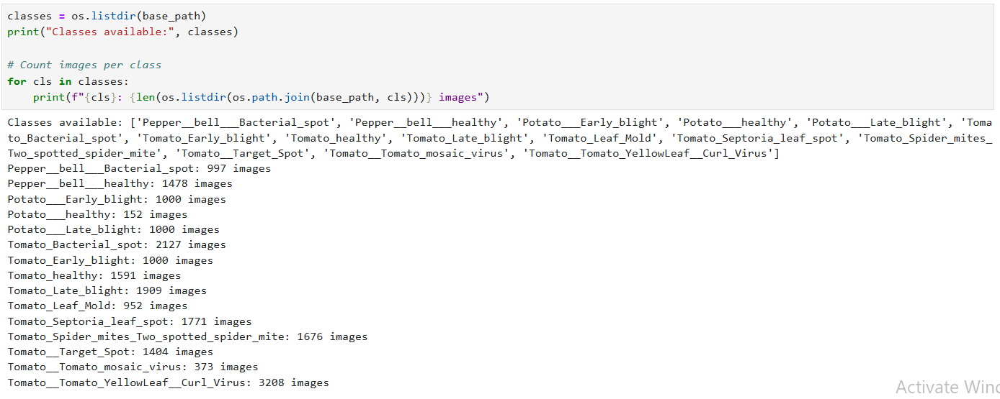 classes = os.listdir(base_path)
print("Classes available:", classes)
# Count images per class
for cls in classes:
    print(f"{cls}: {len(os.listdir(os.path.join(base_path, cls)))} images")
Classes available: ['Pepper__bell___Bacterial_spot', 'Pepper__bell___healthy', 'Potato___Early_blight', 'Potato___healthy', 'Potato___Late_blight', 'Toma
to_Bacterial_spot', 'Tomato_Early_blight', 'Tomato_healthy', 'Tomato_Late_blight', 'Tomato_Leaf_Mold', 'Tomato_Septoria_leaf_spot', 'Tomato_Spider_mites_
Two_spotted_spider_mite', 'Tomato__Target_Spot', 'Tomato__Tomato_mosaic_virus', 'Tomato__Tomato_YellowLeaf__Curl_Virus']
Pepper__bell___Bacterial_spot: 997 images
Pepper__bell___healthy: 1478 images
Potato___Early_blight: 1000 images
Potato___healthy: 152 images
Potato___Late_blight: 1000 images
Tomato_Bacterial_spot: 2127 images
Tomato_Early_blight: 1000 images
Tomato_healthy: 1591 images
Tomato_Late_blight: 1909 images
Tomato_Leaf_Mold: 952 images
Tomato_Septoria_leaf_spot: 1771 images
Tomato_Spider_mites_Two_spotted_spider_mite: 1676 images
Tomato__Target_Spot: 1404 images
Tomato__Tomato_mosaic_virus: 373 images
Tomato__Tomato_YellowLeaf__Curl_Virus: 3208 images
Activate Win